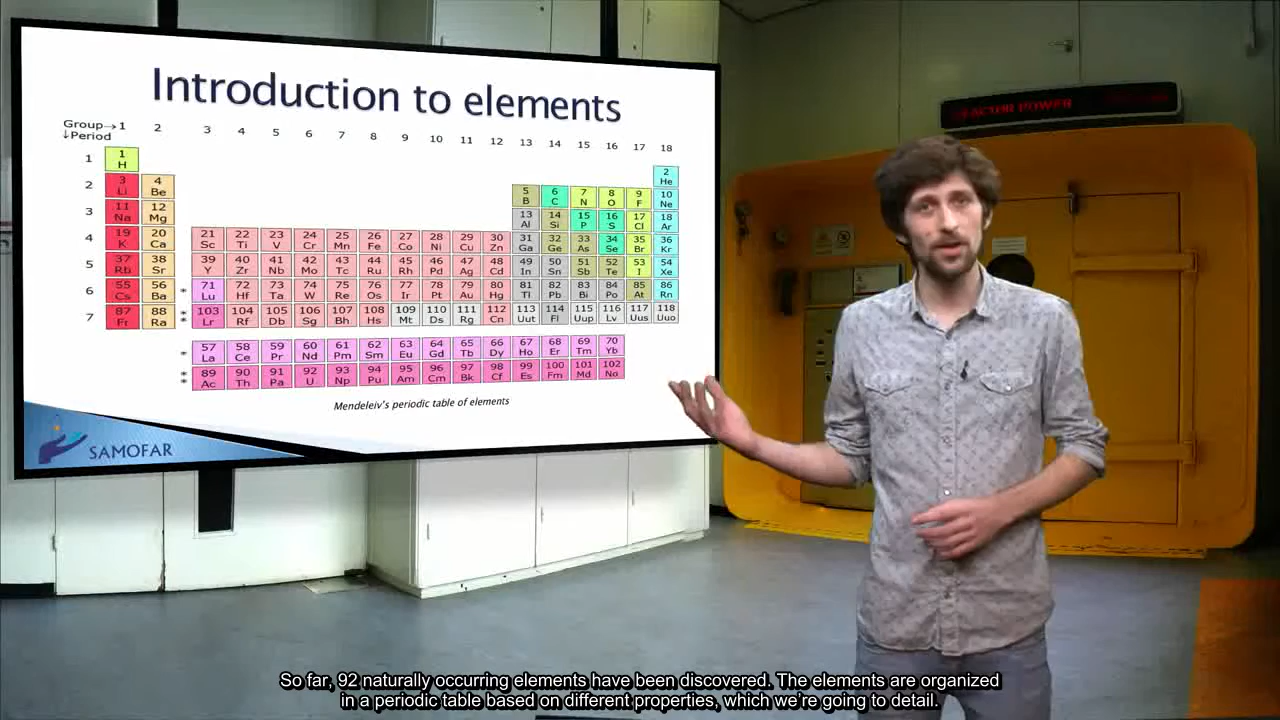 Introduction to elements
Group→ 1 2 3 4 5 6 7 8 9 10 11 12 13 14 15 16 17 18
↓Period
1 1 H 2 He
2 3 Li 4 Be 5 B 6 C 7 N 8 O 9 F 10 Ne
3 11 Na 12 Mg 13 Al 14 Si 15 P 16 S 17 Cl 18 Ar
4 19 K 20 Ca 21 Sc 22 Ti 23 V 24 Cr 25 Mn 26 Fe 27 Co 28 Ni 29 Cu 30 Zn 31 Ga 32 Ge 33 As 34 Se 35 Br 36 Kr
5 37 Rb 38 Sr 39 Y 40 Zr 41 Nb 42 Mo 43 Tc 44 Ru 45 Rh 46 Pd 47 Ag 48 Cd 49 In 50 Sn 51 Sb 52 Te 53 I 54 Xe
6 55 Cs 56 Ba * 71 Lu 72 Hf 73 Ta 74 W 75 Re 76 Os 77 Ir 78 Pt 79 Au 80 Hg 81 Tl 82 Pb 83 Bi 84 Po 85 At 86 Rn
7 87 Fr 88 Ra ** 103 Lr 104 Rf 105 Db 106 Sg 107 Bh 108 Hs 109 Mt 110 Ds 111 Rg 112 Cn 113 Uut 114 Fl 115 Uup 116 Lv 117 Uus 118 Uuo
* 57 La 58 Ce 59 Pr 60 Nd 61 Pm 62 Sm 63 Eu 64 Gd 65 Tb 66 Dy 67 Ho 68 Er 69 Tm 70 Yb
** 89 Ac 90 Th 91 Pa 92 U 93 Np 94 Pu 95 Am 96 Cm 97 Bk 98 Cf 99 Es 100 Fm 101 Md 102 No
Mendeleiv's periodic table of elements
SAMOFAR
REACTOR POWER
So far, 92 naturally occurring elements have been discovered. The elements are organized
in a periodic table based on different properties, which we're going to detail.